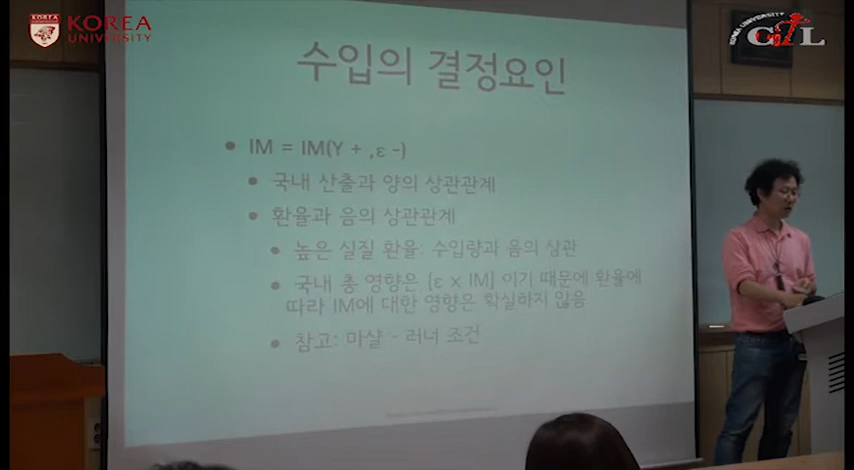 KOREA
UNIVERSITY
KOREA UNIVERSITY
GTL
수입의 결정요인
• IM = IM(Y + ,ε -)
• 국내 산출과 양의 상관관계
• 환율과 음의 상관관계
• 높은 실질 환율: 수입량과 음의 상관
• 국내 총 영향은 [ε x IM] 이기 때문에 환율에
따라 IM에 대한 영향은 확실하지 않음
• 참고: 마샬 - 러너 조건